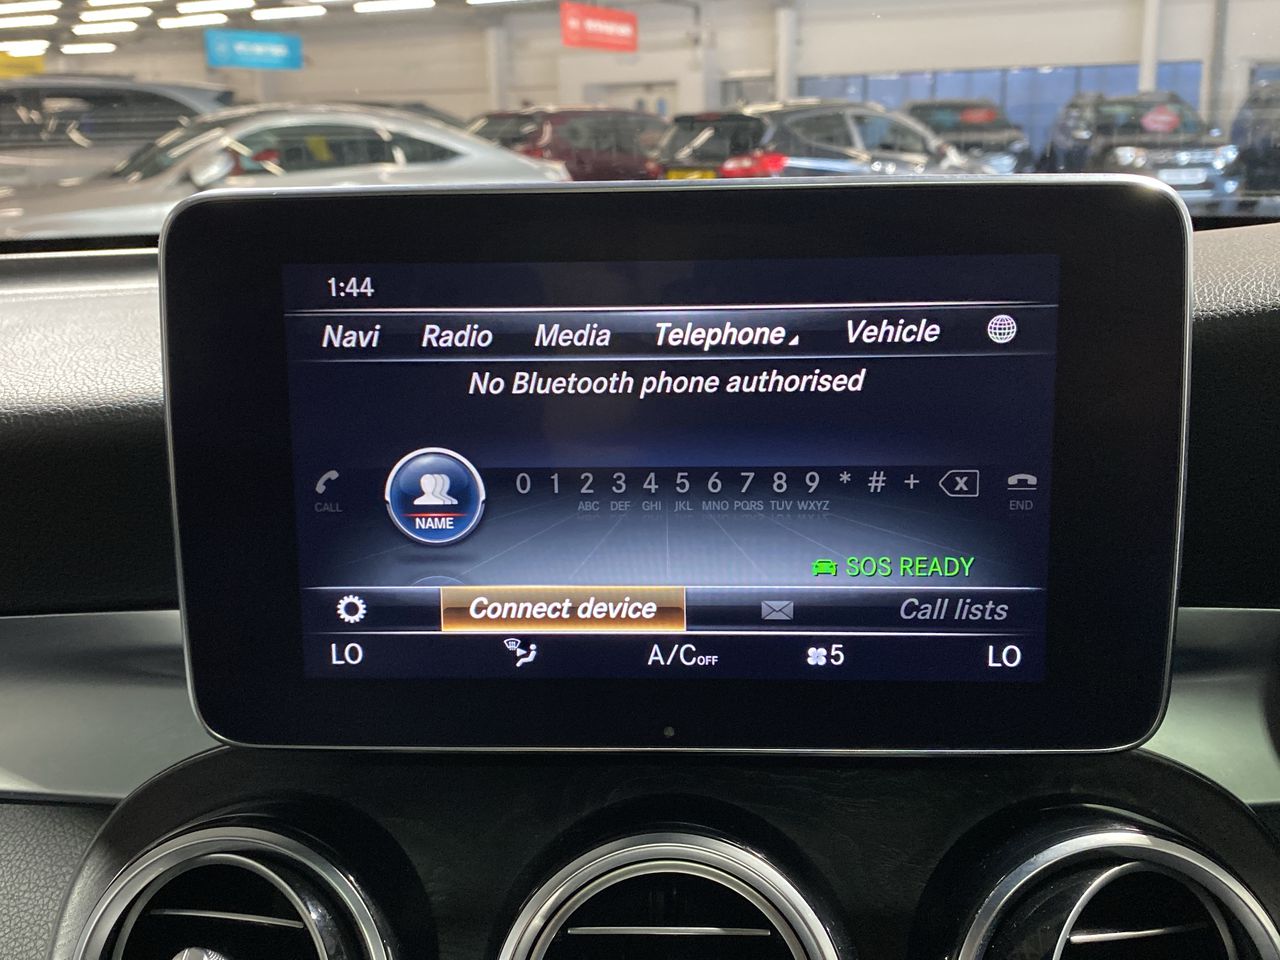 1:44
Navi Radio Media Telephone Vehicle
No Bluetooth phone authorised
0 1 2 3 4 5 6 7 8 9 * # + X
CALL NAME ABC DEF GHI JKL MNO PQRS TUV WXYZ END
SOS READY
Connect device Call lists
LO A/C OFF 5 LO